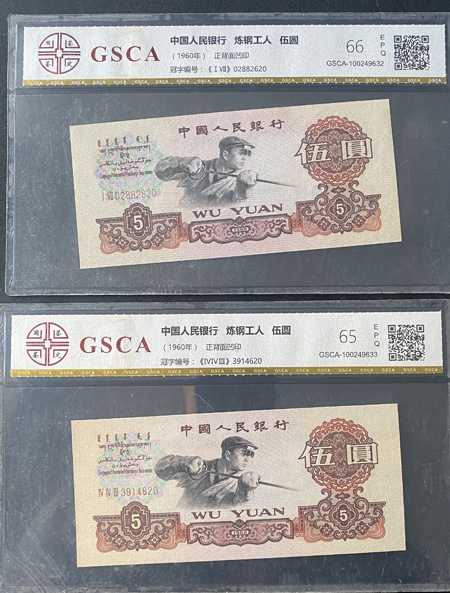 GSCA
中国人民银行 炼钢工人 伍圆
(1960年) 正背面凹印
冠字编号：《ⅠⅦ》02882620
66
EPQ
GSCA-100249632
中國人民銀行
伍圓
ⅠⅦ02882620
WU YUAN
5
5
GSCA
中国人民银行 炼钢工人 伍圆
(1960年) 正背面凹印
冠字编号：《ⅣⅣⅢ》3914620
65
EPQ
GSCA-100249633
中國人民銀行
伍圓
ⅣⅣⅢ3914620
WU YUAN
5
5